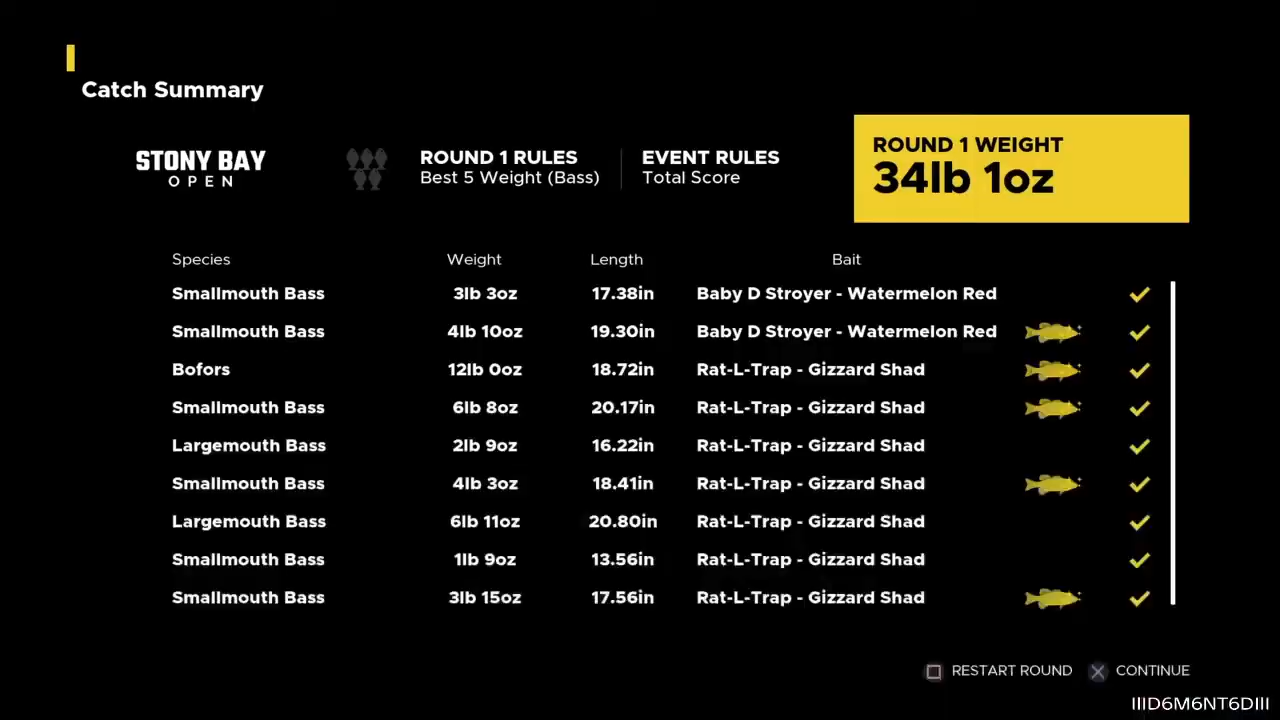 Catch Summary
STONY BAY
OPEN
ROUND 1 RULES
Best 5 Weight (Bass)
EVENT RULES
Total Score
ROUND 1 WEIGHT
34lb 1oz
Species Weight Length Bait
Smallmouth Bass 3lb 3oz 17.38in Baby D Stroyer - Watermelon Red
Smallmouth Bass 4lb 10oz 19.30in Baby D Stroyer - Watermelon Red
Bofors 12lb 0oz 18.72in Rat-L-Trap - Gizzard Shad
Smallmouth Bass 6lb 8oz 20.17in Rat-L-Trap - Gizzard Shad
Largemouth Bass 2lb 9oz 16.22in Rat-L-Trap - Gizzard Shad
Smallmouth Bass 4lb 3oz 18.41in Rat-L-Trap - Gizzard Shad
Largemouth Bass 6lb 11oz 20.80in Rat-L-Trap - Gizzard Shad
Smallmouth Bass 1lb 9oz 13.56in Rat-L-Trap - Gizzard Shad
Smallmouth Bass 3lb 15oz 17.56in Rat-L-Trap - Gizzard Shad
RESTART ROUND CONTINUE
IIID6M6NT6DIII